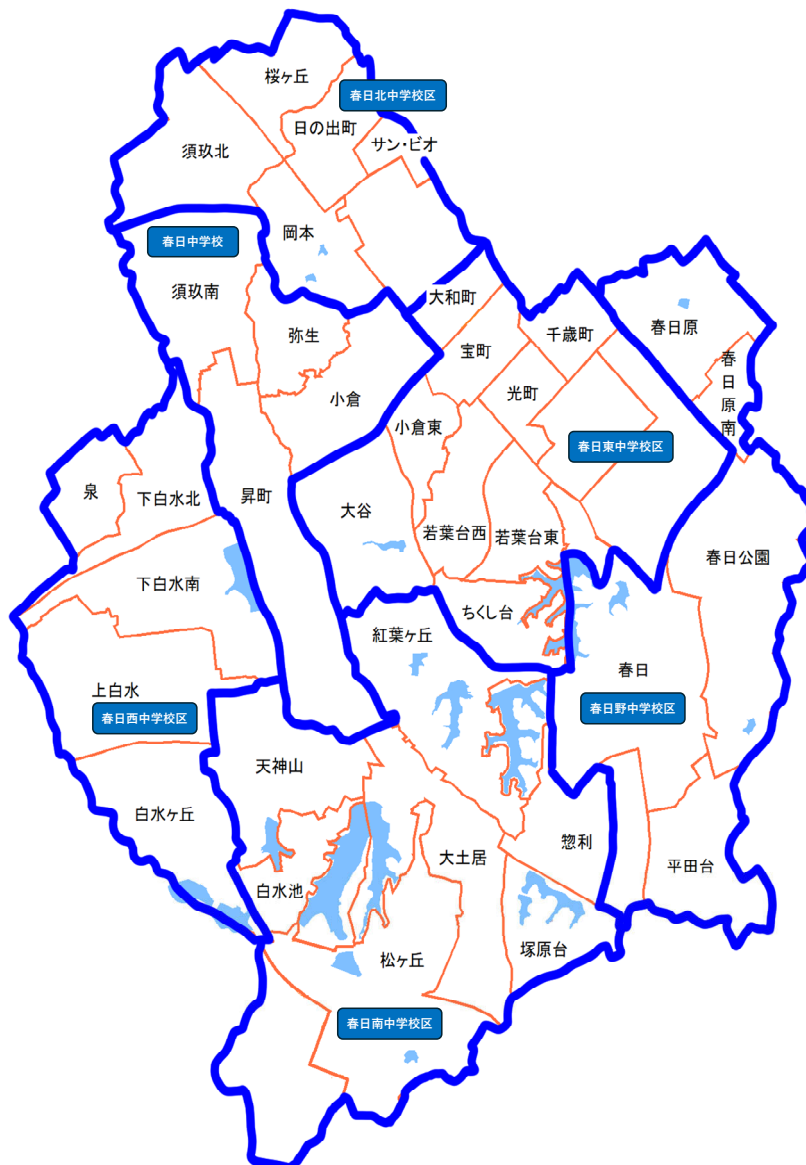 桜ヶ丘
春日北中学校区
日の出町
サン・ビオ
須玖北
岡本
春日中学校
須玖南
大和町
弥生
宝町
千歳町
春日原
春日原南
光町
小倉
小倉東
春日東中学校区
泉
下白水北
昇町
大谷
若葉台西
若葉台東
春日公園
下白水南
ちくし台
紅葉ヶ丘
春日
上白水
春日西中学校区
春日野中学校区
天神山
白水ヶ丘
惣利
大土居
平田台
白水池
松ヶ丘
塚原台
春日南中学校区